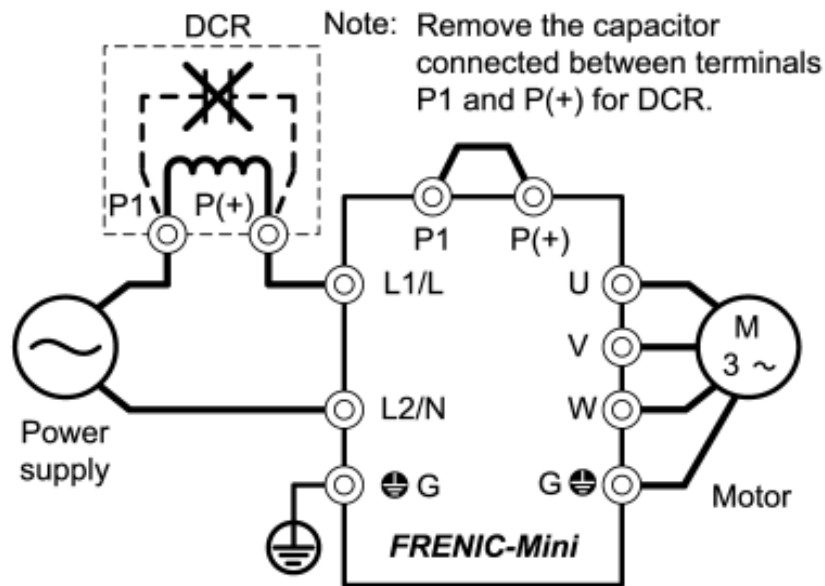 DCR
Note: Remove the capacitor
connected between terminals
P1 and P(+) for DCR.
P1 P(+)
P1 P(+)
L1/L U
V
M
3 ~
L2/N W
Power
supply
G G
Motor
FRENIC-Mini